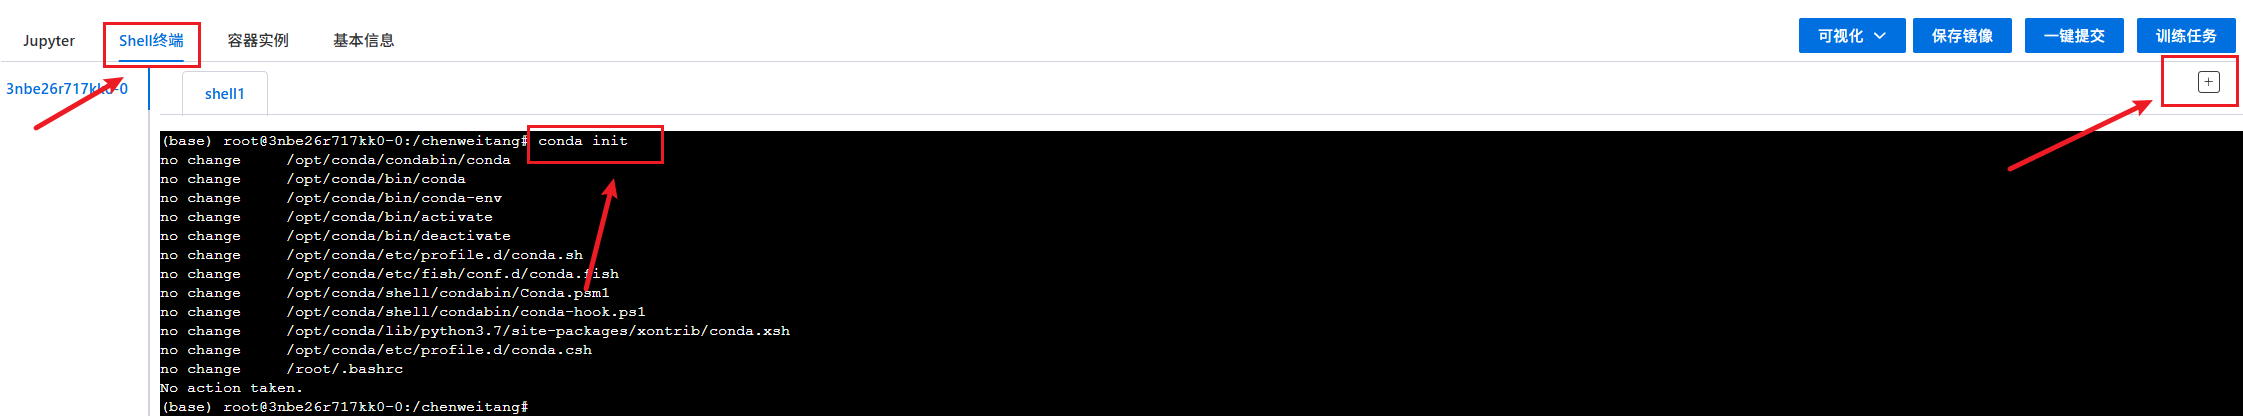 Jupyter Shell终端 容器实例 基本信息 可视化 保存镜像 一键提交 训练任务
3nbe26r717kk0-0 shell1 +
(base) root@3nbe26r717kk0-0:/chenweitang# conda init
no change /opt/conda/condabin/conda
no change /opt/conda/bin/conda
no change /opt/conda/bin/conda-env
no change /opt/conda/bin/activate
no change /opt/conda/bin/deactivate
no change /opt/conda/etc/profile.d/conda.sh
no change /opt/conda/etc/fish/conf.d/conda.fish
no change /opt/conda/shell/condabin/Conda.psm1
no change /opt/conda/shell/condabin/conda-hook.ps1
no change /opt/conda/lib/python3.7/site-packages/xontrib/conda.xsh
no change /opt/conda/etc/profile.d/conda.csh
no change /root/.bashrc
No action taken.
(base) root@3nbe26r717kk0-0:/chenweitang#